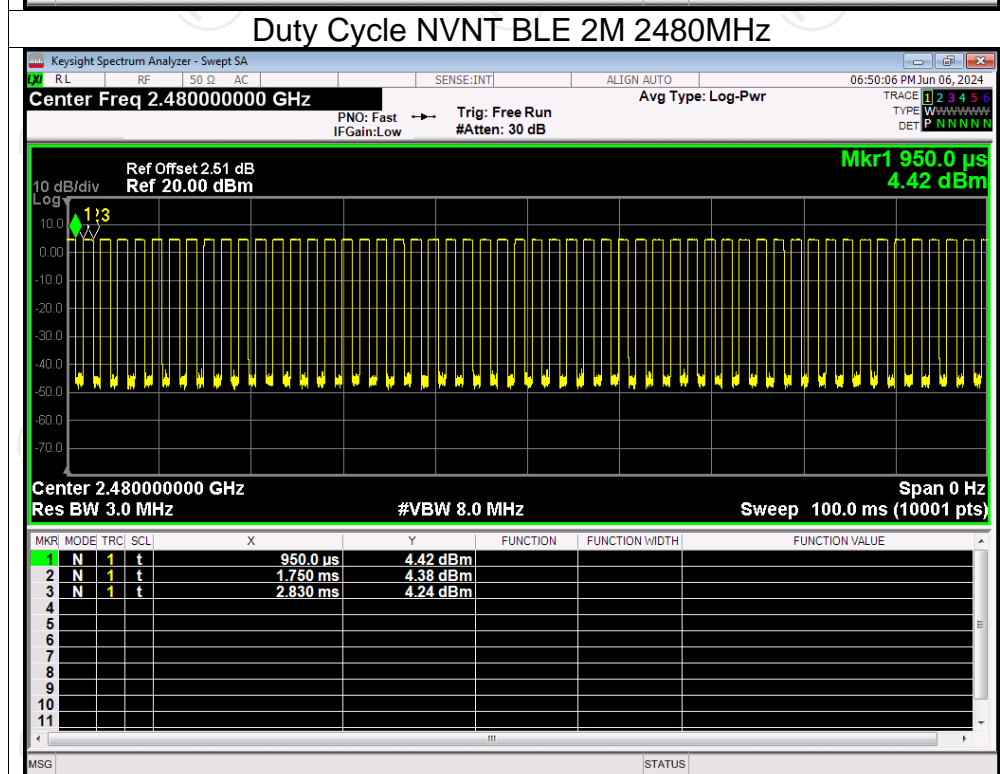 Duty Cycle NVNT BLE 2M 2480MHz
Keysight Spectrum Analyzer - Swept SA
LXI RL RF 50 Ω AC SENSE:INT ALIGN AUTO 06:50:06 PM Jun 06, 2024
Center Freq 2.480000000 GHz Avg Type: Log-Pwr TRACE 1 2 3 4 5 6
PNO: Fast Trig: Free Run TYPE WWWWWW
IFGain:Low #Atten: 30 dB DET P N N N N N
Mkr1 950.0 µs
Ref Offset 2.51 dB
10 dB/div Ref 20.00 dBm 4.42 dBm
Log
1 2 3
10.0
0.00
-10.0
-20.0
-30.0
-40.0
-50.0
-60.0
-70.0
Center 2.480000000 GHz Span 0 Hz
Res BW 3.0 MHz #VBW 8.0 MHz Sweep 100.0 ms (10001 pts)
MKR MODE TRC SCL X Y FUNCTION FUNCTION WIDTH FUNCTION VALUE
1 N 1 t 950.0 µs 4.42 dBm
2 N 1 t 1.750 ms 4.38 dBm
3 N 1 t 2.830 ms 4.24 dBm
4
5
6
7
8
9
10
11
MSG STATUS